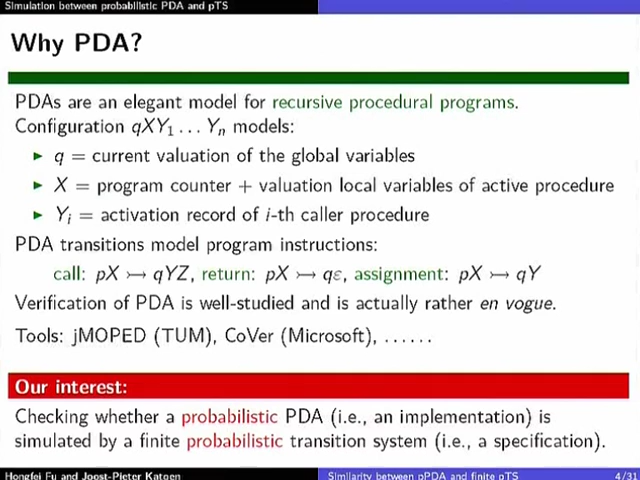 Simulation between probabilistic PDA and pTS
Why PDA?
PDAs are an elegant model for recursive procedural programs.
Configuration qXY₁ … Yₙ models:
▶ q = current valuation of the global variables
▶ X = program counter + valuation local variables of active procedure
▶ Yᵢ = activation record of i-th caller procedure
PDA transitions model program instructions:
call: pX ↣ qYZ, return: pX ↣ qε, assignment: pX ↣ qY
Verification of PDA is well-studied and is actually rather en vogue.
Tools: jMOPED (TUM), CoVer (Microsoft), ……
Our interest:
Checking whether a probabilistic PDA (i.e., an implementation) is
simulated by a finite probabilistic transition system (i.e., a specification).
Hongfei Fu and Joost-Pieter Katoen
Similarity between pPDA and finite pTS
4/31